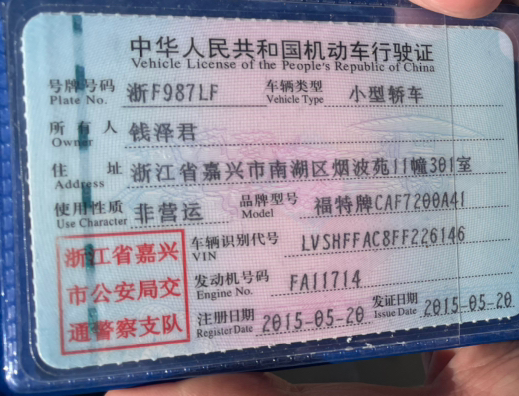 中华人民共和国机动车行驶证
Vehicle License of the People's Republic of China
号牌号码 浙F987LF 车辆类型 小型轿车
Plate No. Vehicle Type
所有人 钱泽君
Owner
住址 浙江省嘉兴市南湖区烟波苑11幢301室
Address
使用性质 非营运 品牌型号 福特牌CAF7200A41
Use Character Model
浙江省嘉兴
市公安局交
通警察支队
车辆识别代号 LVSHFFAC8FF226146
VIN
发动机号码 FA11714
Engine No.
注册日期 2015-05-20 发证日期 2015-05-20
Register Date Issue Date